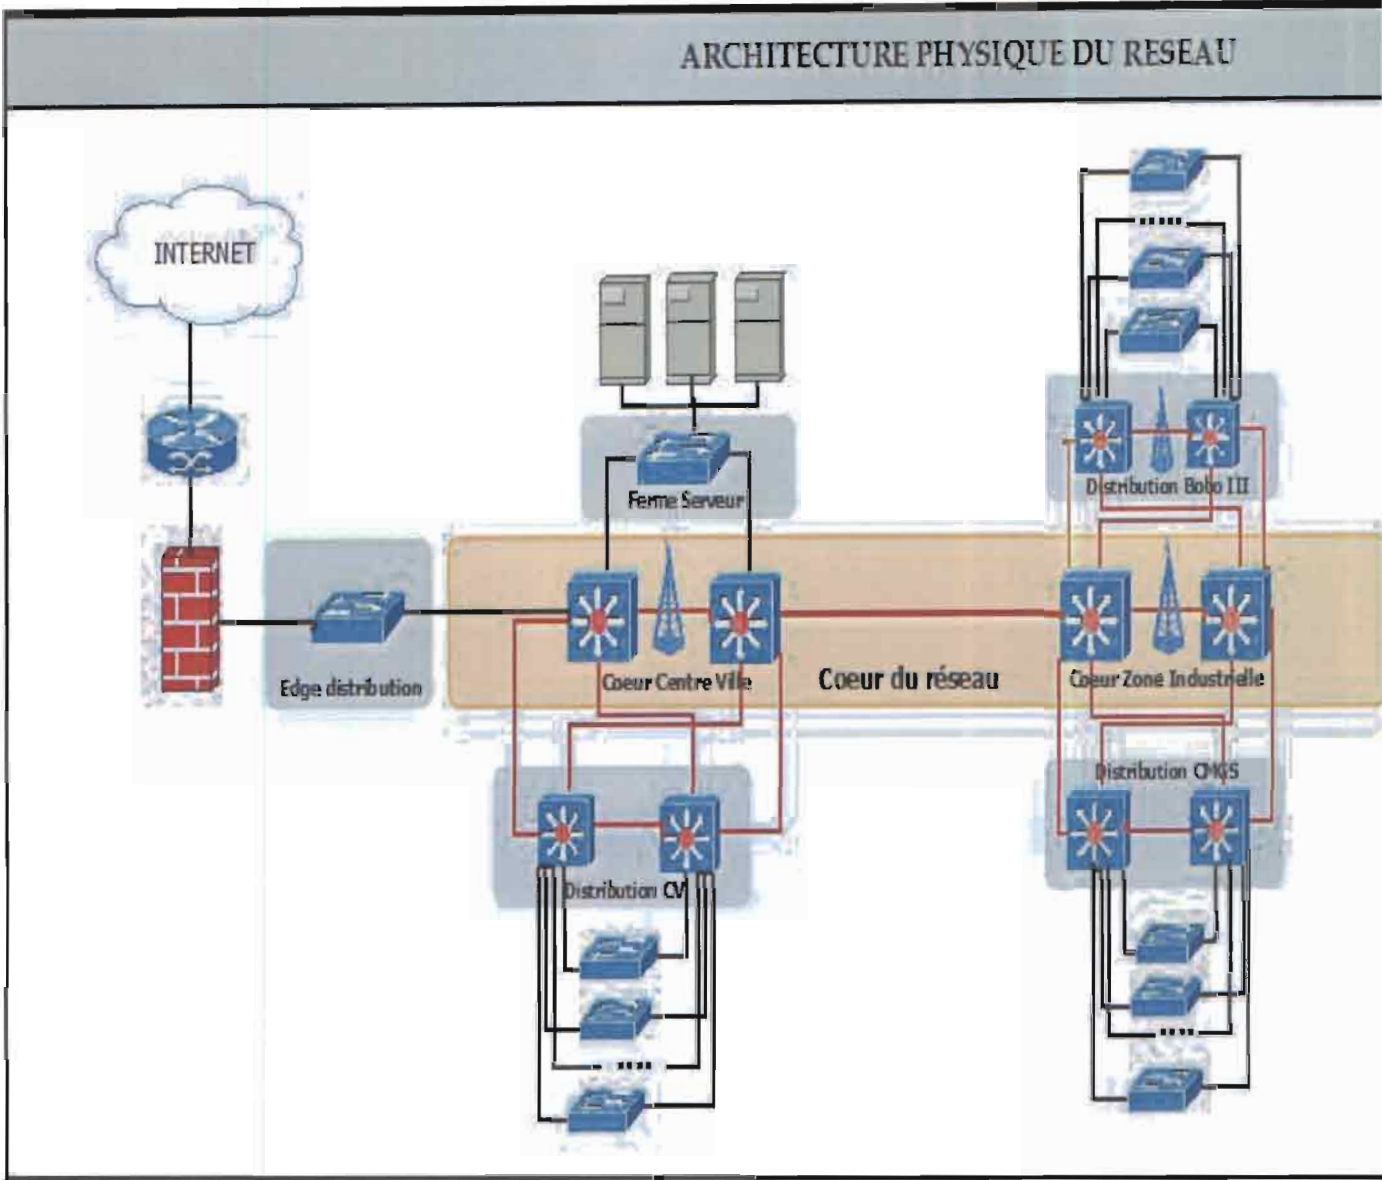 ARCHITECTURE PHYSIQUE DU RESEAU
INTERNET
Ferme Serveur
Distribution Bobo III
Edge distribution
Coeur Centre Ville
Coeur du réseau
Coeur Zone Industrielle
Distribution CMGS
Distribution CV